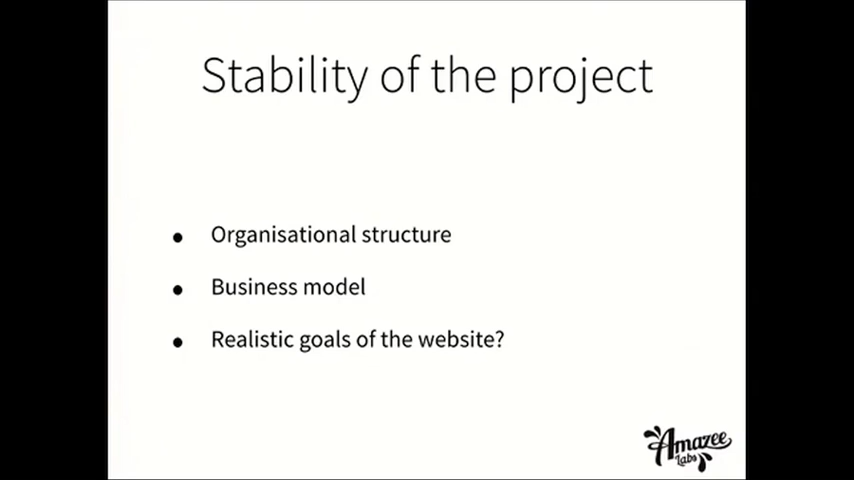 Stability of the project
Organisational structure
Business model
Realistic goals of the website?
Amazee
Labs